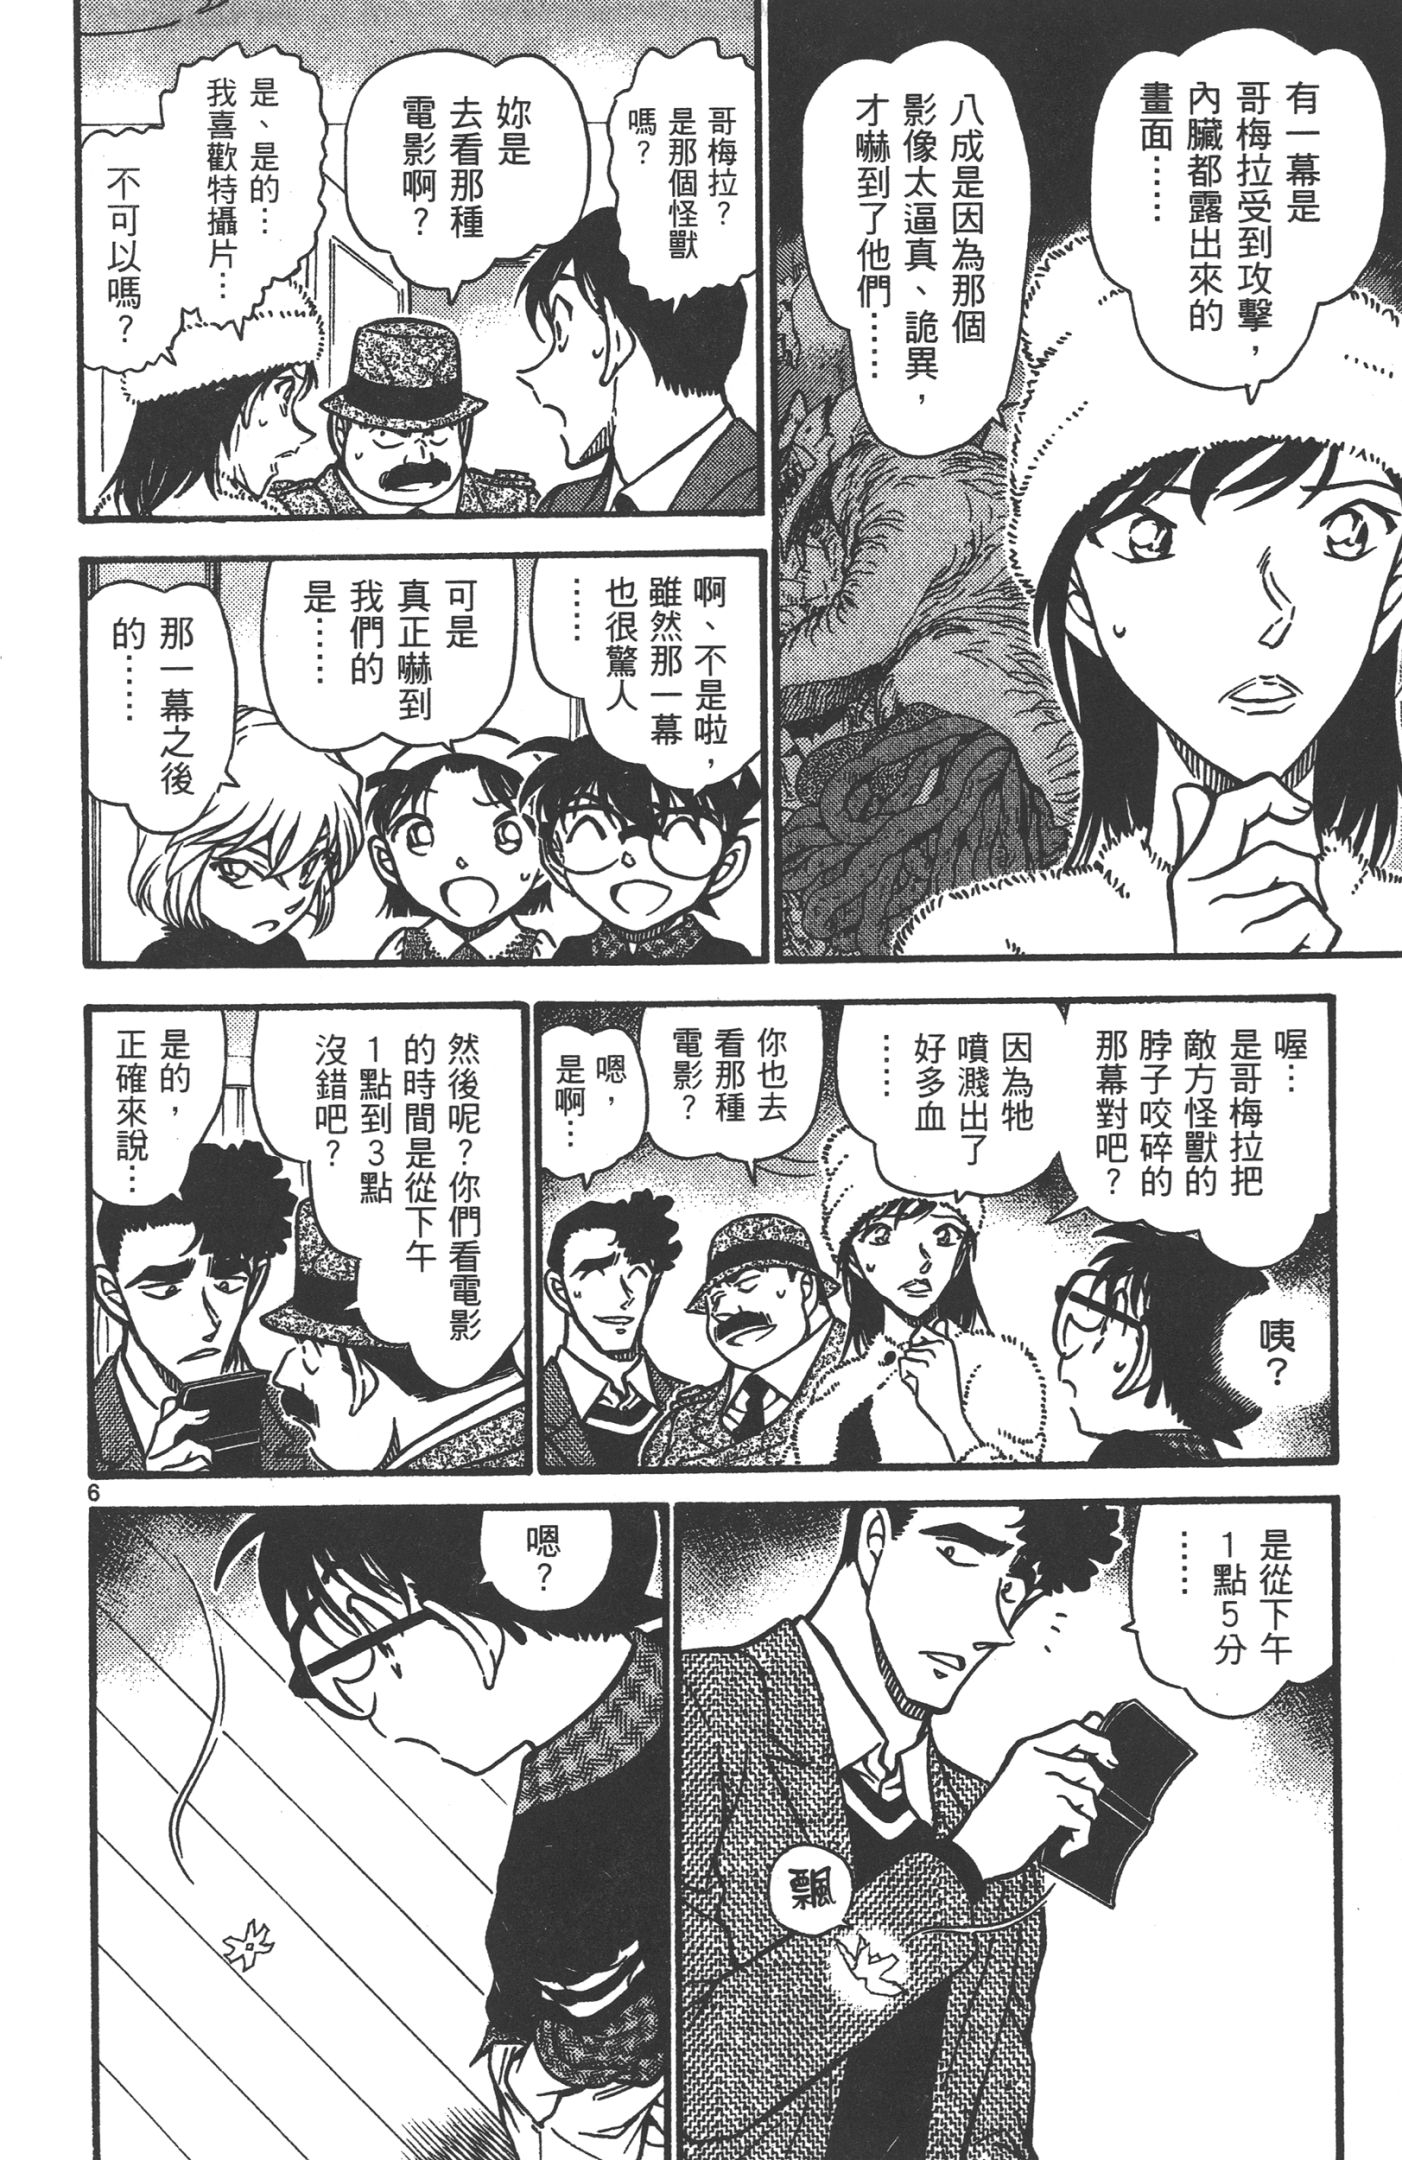 有一幕是
哥梅拉受到攻擊，
內臟都露出來的
畫面……
八成是因為那個
影像太逼真、詭異，
才嚇到了他們……
哥梅拉？
是那個怪獸
嗎？
妳是
去看那種
電影啊？
是、是的…
我喜歡特攝片…
不可以嗎？
啊、不是啦，
雖然那一幕
也很驚人
……
可是
真正嚇到
我們的
是……
那一幕之後
的……
喔…
是哥梅拉把
敵方怪獸的
脖子咬碎的
那幕對吧？
因為牠
噴濺出了
好多血
……
咦？
你也去
看那種
電影？
嗯，
是啊…
然後呢？你們看電影
的時間是從下午
1點到3點
沒錯吧？
是的，
正確來說…
6
是從下午
1點5分
……
飄
嗯？